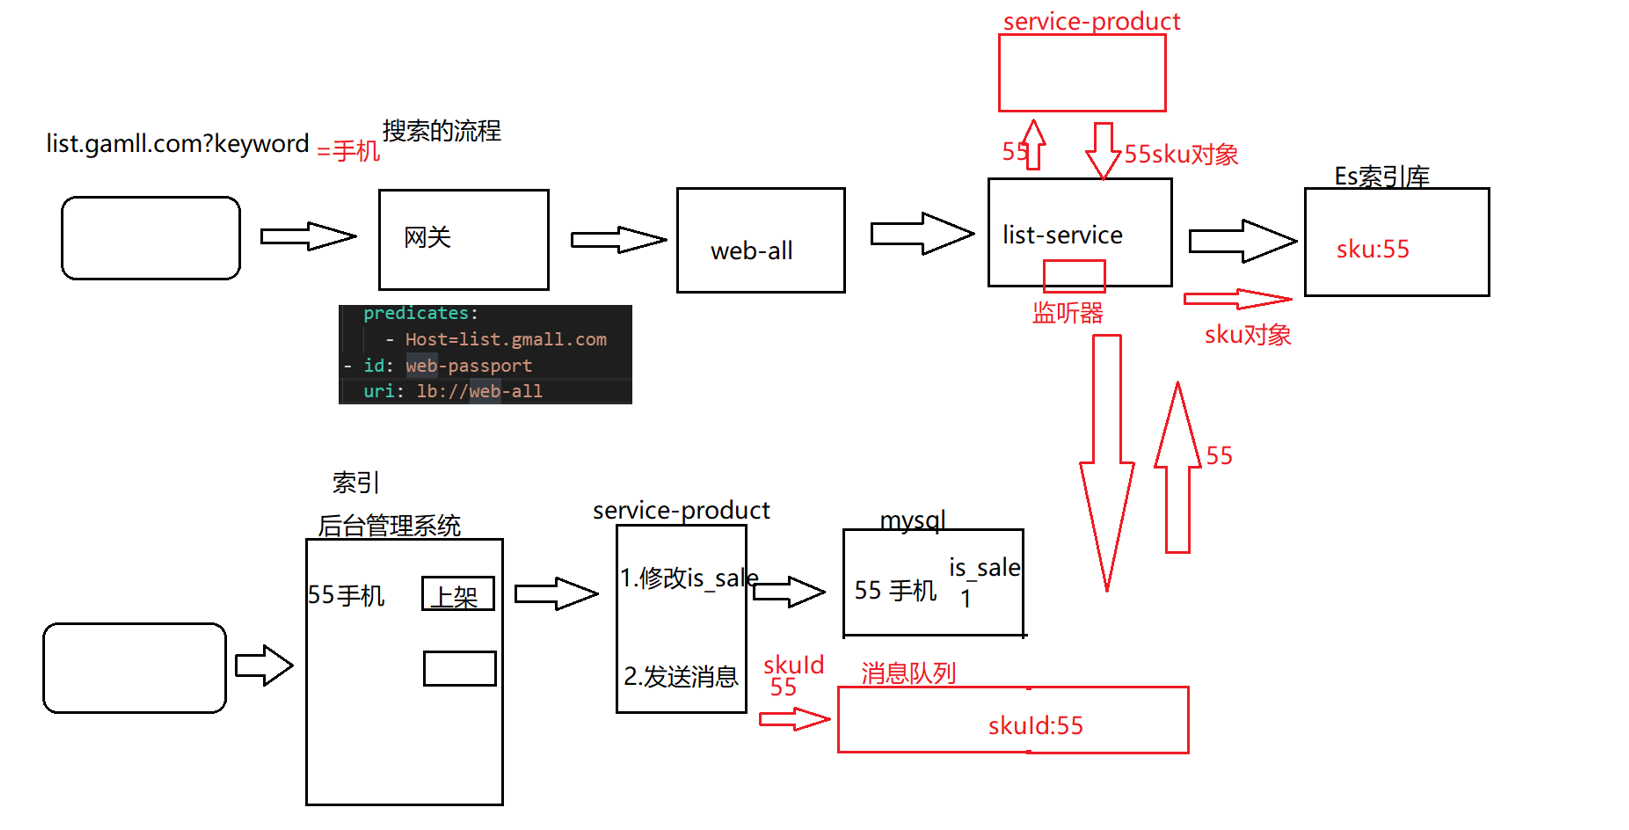 service-product
搜索的流程
list.gamll.com?keyword =手机
55
55sku对象
Es索引库
网关
web-all
list-service
sku:55
监听器
sku对象
predicates:
- Host=list.gmall.com
- id: web-passport
uri: lb://web-all
55
索引
后台管理系统
service-product
mysql
55手机
上架
1.修改is_sale
55 手机
is_sale
1
2.发送消息
skuId
55
消息队列
skuId:55